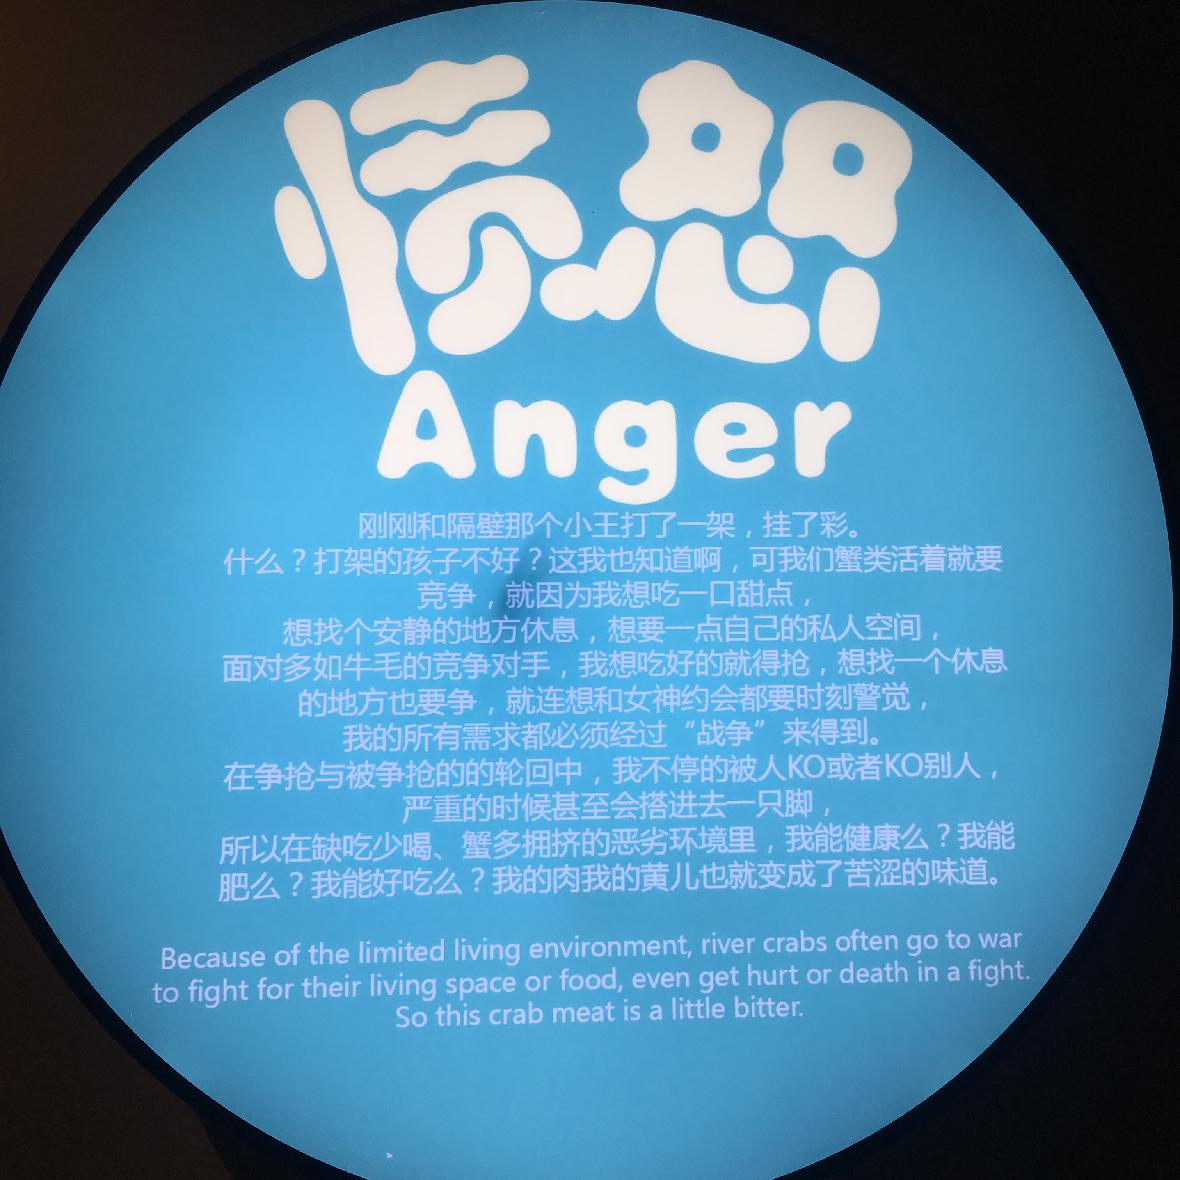 Anger
刚刚和隔壁那个小王打了一架，挂了彩。
什么？打架的孩子不好？这我也知道啊，可我们蟹类活着就要
竞争，就因为我想吃一口甜点，
想找个安静的地方休息，想要一点自己的私人空间，
面对多如牛毛的竞争对手，我想吃好的就得抢，想找一个休息
的地方也要争，就连想和女神约会都要时刻警觉，
我的所有需求都必须经过“战争”来得到。
在争抢与被争抢的的轮回中，我不停的被人KO或者KO别人，
严重的时候甚至会搭进去一只脚，
所以在缺吃少喝、蟹多拥挤的恶劣环境里，我能健康么？我能
肥么？我能好吃么？我的肉我的黄儿也就变成了苦涩的味道。
Because of the limited living environment, river crabs often go to war
to fight for their living space or food, even get hurt or death in a fight.
So this crab meat is a little bitter.